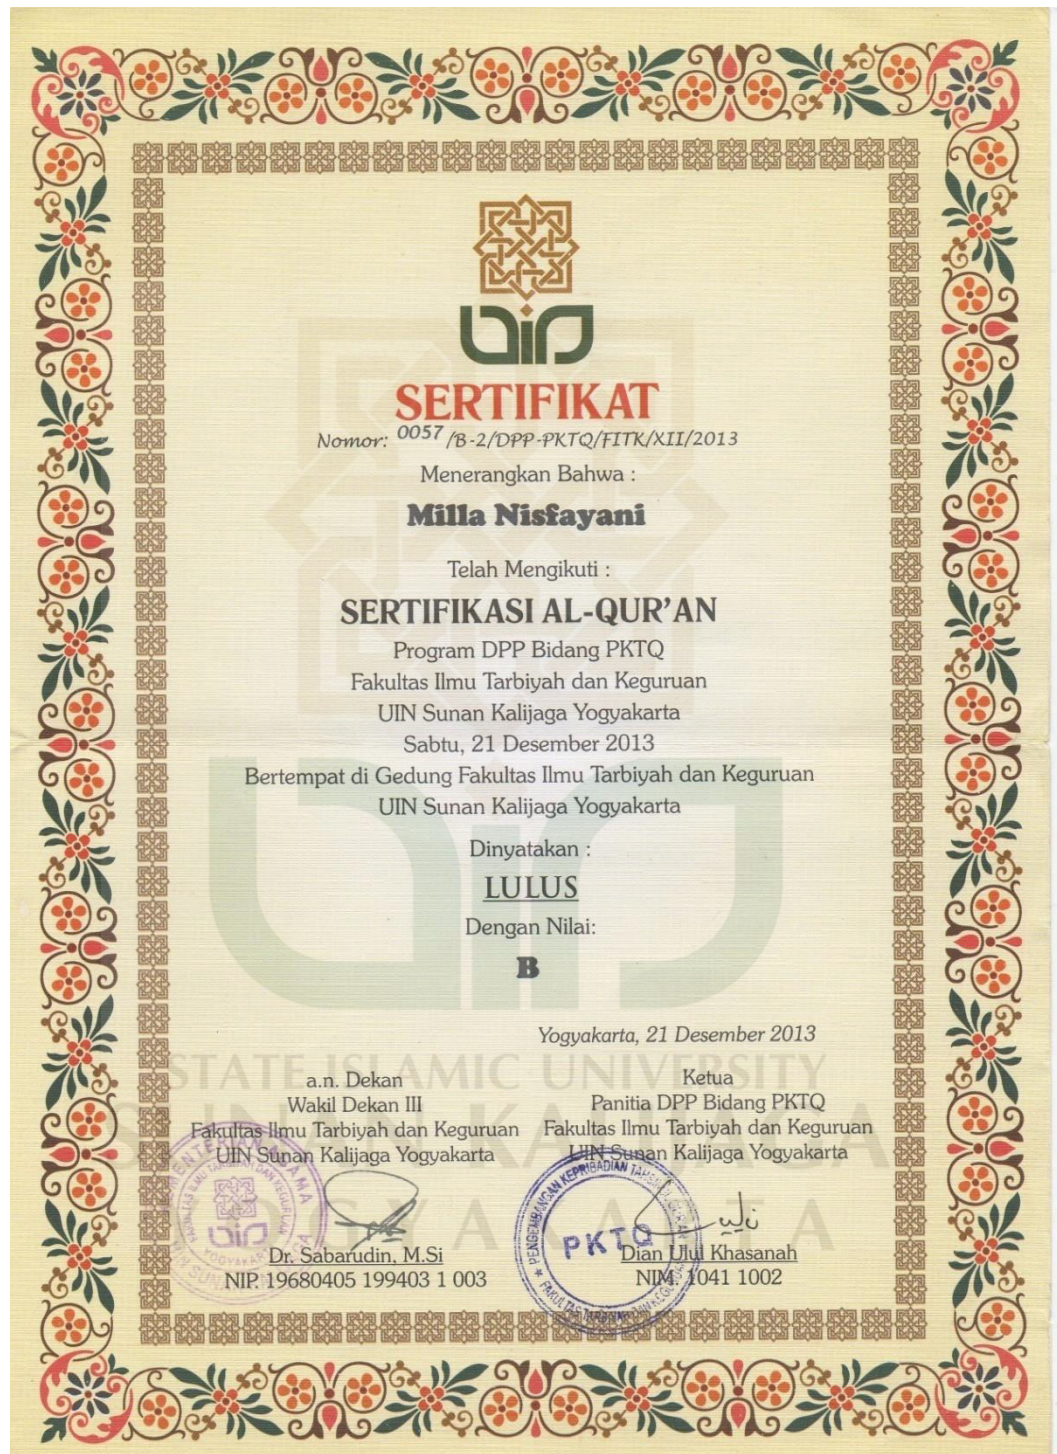 uin
SERTIFIKAT
Nomor: 0057 /B-2/DPP-PKTQ/FITK/XII/2013
Menerangkan Bahwa :
Milla Nisfayani
Telah Mengikuti :
SERTIFIKASI AL-QUR'AN
Program DPP Bidang PKTQ
Fakultas Ilmu Tarbiyah dan Keguruan
UIN Sunan Kalijaga Yogyakarta
Sabtu, 21 Desember 2013
Bertempat di Gedung Fakultas Ilmu Tarbiyah dan Keguruan
UIN Sunan Kalijaga Yogyakarta
Dinyatakan :
LULUS
Dengan Nilai:
B
Yogyakarta, 21 Desember 2013
STATE ISLAMIC UNIVERSITY
SUNAN KALIJAGA
YOGYAKARTA
a.n. Dekan
Wakil Dekan III
Fakultas Ilmu Tarbiyah dan Keguruan
UIN Sunan Kalijaga Yogyakarta
Dr. Sabarudin, M.Si
NIP. 19680405 199403 1 003
Ketua
Panitia DPP Bidang PKTQ
Fakultas Ilmu Tarbiyah dan Keguruan
UIN Sunan Kalijaga Yogyakarta
PKTQ
Dian Ulul Khasanah
NIM. 1041 1002